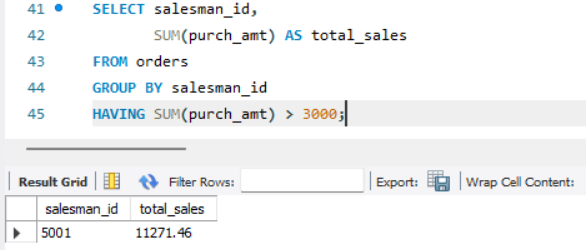 41 SELECT salesman_id,
42 SUM(purch_amt) AS total_sales
43 FROM orders
44 GROUP BY salesman_id
45 HAVING SUM(purch_amt) > 3000;
Result Grid Filter Rows: Export: Wrap Cell Content:
salesman_id total_sales
5001 11271.46